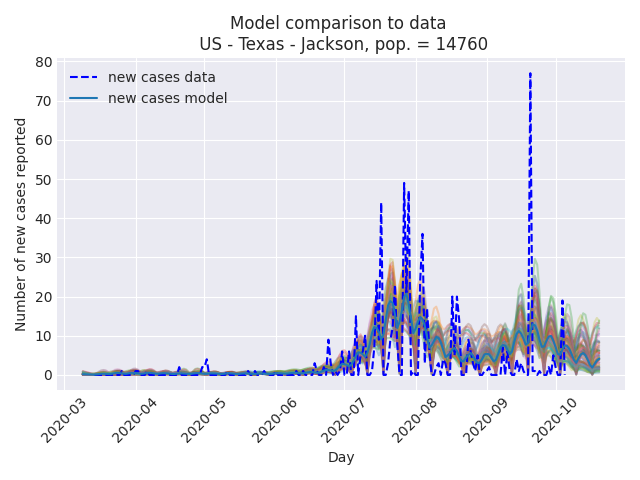 Model comparison to data
US - Texas - Jackson, pop. = 14760
new cases data
new cases model
Number of new cases reported
80
70
60
50
40
30
20
10
0
2020-03
2020-04
2020-05
2020-06
2020-07
2020-08
2020-09
2020-10
Day